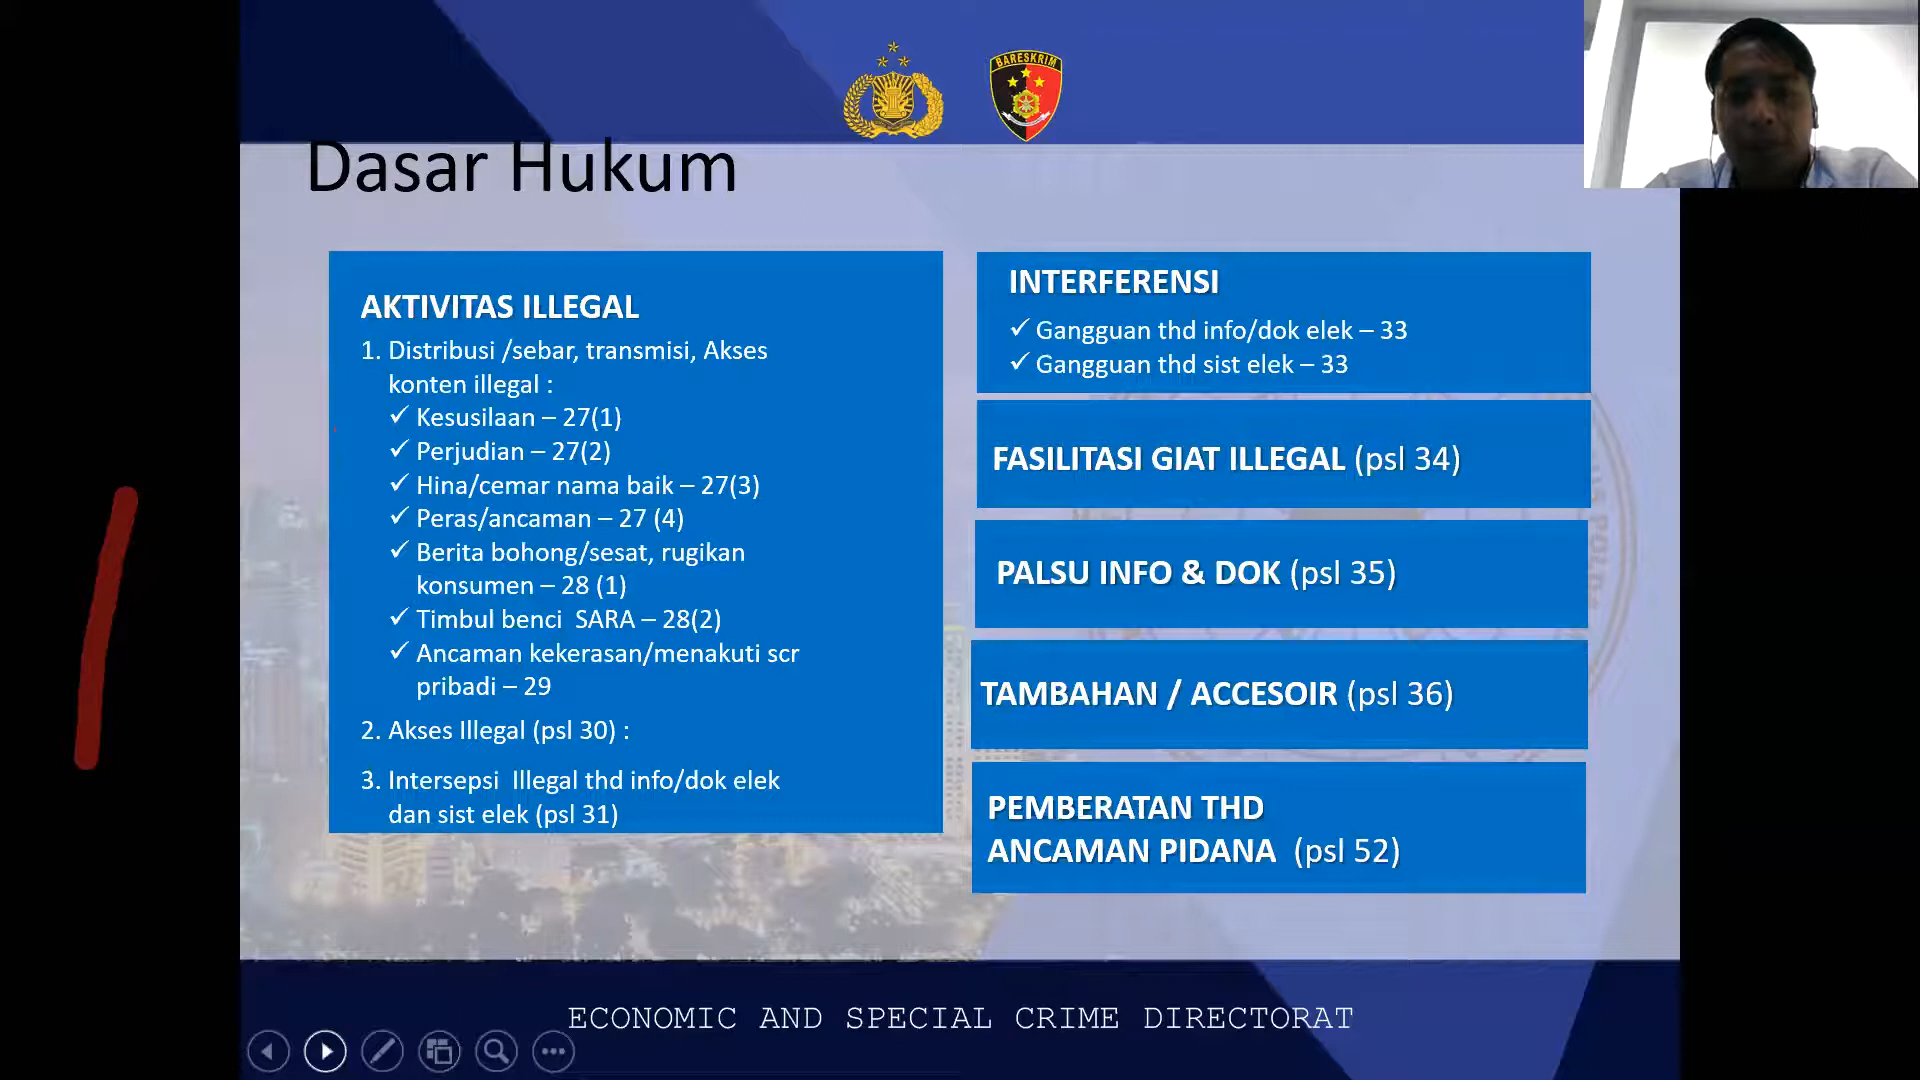 BARESKRIM
Dasar Hukum
AKTIVITAS ILLEGAL
1. Distribusi /sebar, transmisi, Akses
konten illegal :
✓ Kesusilaan – 27(1)
✓ Perjudian – 27(2)
✓ Hina/cemar nama baik – 27(3)
✓ Peras/ancaman – 27 (4)
✓ Berita bohong/sesat, rugikan
konsumen – 28 (1)
✓ Timbul benci  SARA – 28(2)
✓ Ancaman kekerasan/menakuti scr
pribadi – 29
2. Akses Illegal (psl 30) :
3. Intersepsi  Illegal thd info/dok elek
dan sist elek (psl 31)
INTERFERENSI
✓ Gangguan thd info/dok elek – 33
✓ Gangguan thd sist elek – 33
FASILITASI GIAT ILLEGAL (psl 34)
PALSU INFO & DOK (psl 35)
TAMBAHAN / ACCESOIR (psl 36)
PEMBERATAN THD
ANCAMAN PIDANA  (psl 52)
ECONOMIC AND SPECIAL CRIME DIRECTORAT